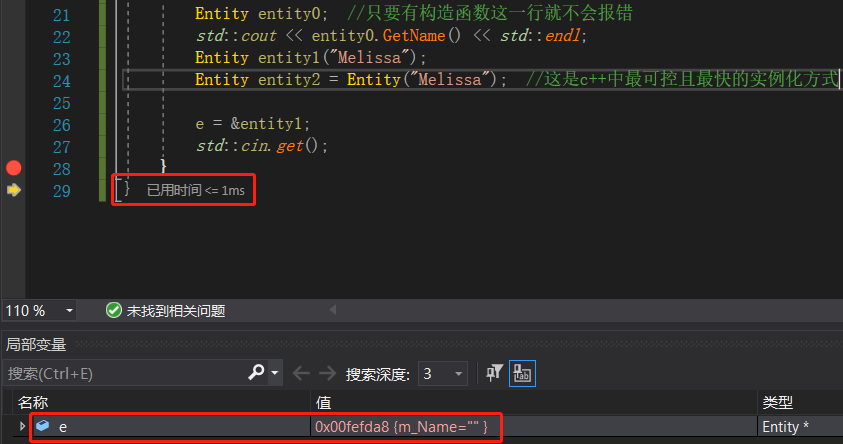 21 Entity entity0; //只要有构造函数这一行就不会报错
22 std::cout << entity0.GetName() << std::endl;
23 Entity entity1("Melissa");
24 Entity entity2 = Entity("Melissa"); //这是c++中最可控且最快的实例化方式
25
26 e = &entity1;
27 std::cin.get();
28 }
29 } 已用时间 <= 1ms
110 % 未找到相关问题
局部变量
搜索(Ctrl+E) 搜索深度: 3
名称 值 类型
e 0x00fefda8 {m_Name="" } Entity *